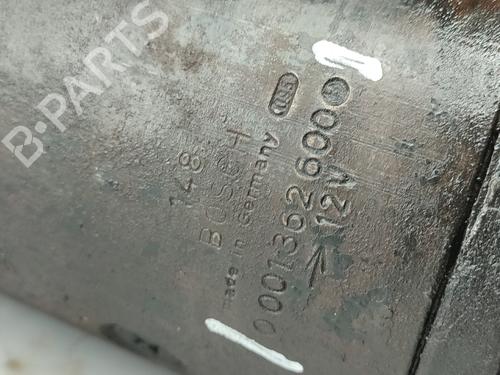 B-PARTS
148
BOSCH
Made in Germany
0001362600
12V